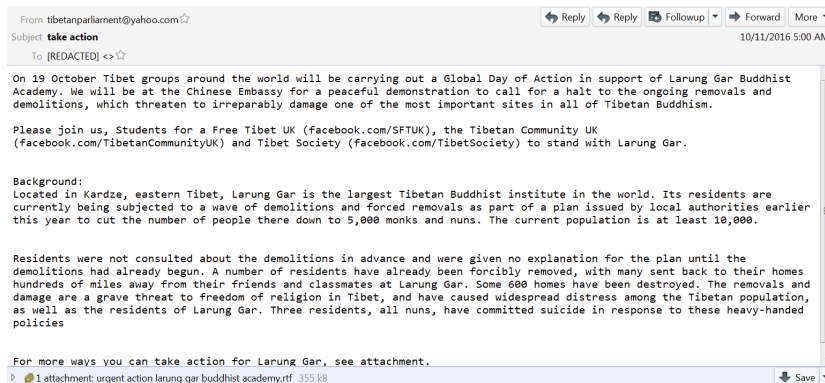 From tibetanparliarnent@yahoo.com
Reply Reply Followup Forward More
Subject take action
10/11/2016 5:00 AM
To [REDACTED] <>
On 19 October Tibet groups around the world will be carrying out a Global Day of Action in support of Larung Gar Buddhist
Academy. We will be at the Chinese Embassy for a peaceful demonstration to call for a halt to the ongoing removals and
demolitions, which threaten to irreparably damage one of the most important sites in all of Tibetan Buddhism.
Please join us, Students for a Free Tibet UK (facebook.com/SFTUK), the Tibetan Community UK
(facebook.com/TibetanCommunityUK) and Tibet Society (facebook.com/TibetSociety) to stand with Larung Gar.
Background:
Located in Kardze, eastern Tibet, Larung Gar is the largest Tibetan Buddhist institute in the world. Its residents are
currently being subjected to a wave of demolitions and forced removals as part of a plan issued by local authorities earlier
this year to cut the number of people there down to 5,000 monks and nuns. The current population is at least 10,000.
Residents were not consulted about the demolitions in advance and were given no explanation for the plan until the
demolitions had already begun. A number of residents have already been forcibly removed, with many sent back to their homes
hundreds of miles away from their friends and classmates at Larung Gar. Some 600 homes have been destroyed. The removals and
damage are a grave threat to freedom of religion in Tibet, and have caused widespread distress among the Tibetan population,
as well as the residents of Larung Gar. Three residents, all nuns, have committed suicide in response to these heavy-handed
policies
For more ways you can take action for Larung Gar, see attachment.
1 attachment: urgent action larung gar buddhist academy.rtf 355 kB
Save